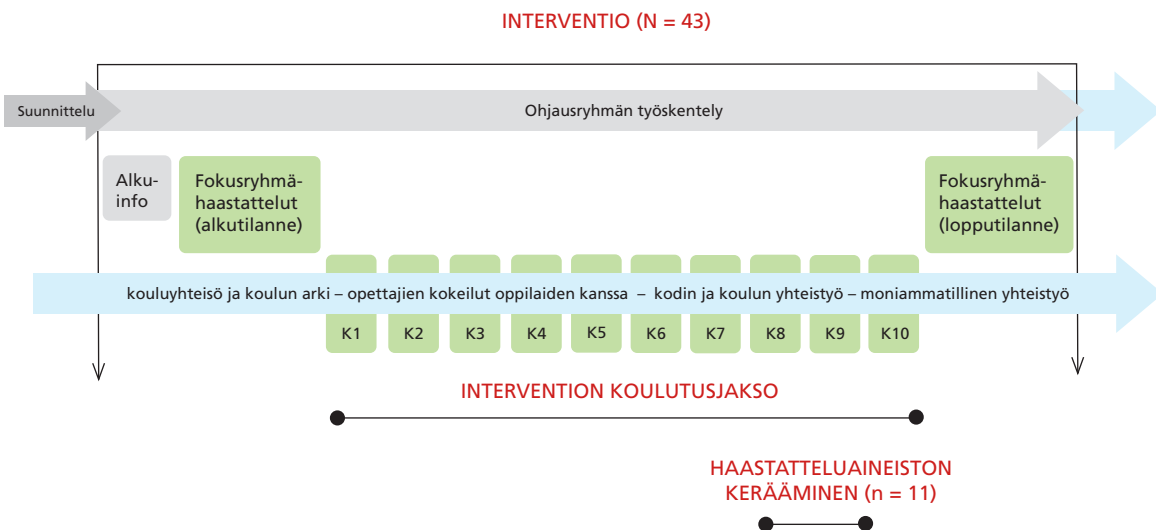 INTERVENTIO (N = 43)
Suunnittelu
Ohjausryhmän työskentely
Alku-
info
Fokusryhmä-
haastattelut
(alkutilanne)
Fokusryhmä-
haastattelut
(lopputilanne)
kouluyhteisö ja koulun arki – opettajien kokeilut oppilaiden kanssa – kodin ja koulun yhteistyö – moniammatillinen yhteistyö
K1 K2 K3 K4 K5 K6 K7 K8 K9 K10
INTERVENTION KOULUTUSJAKSO
HAASTATTELUAINEISTON
KERÄÄMINEN (n = 11)